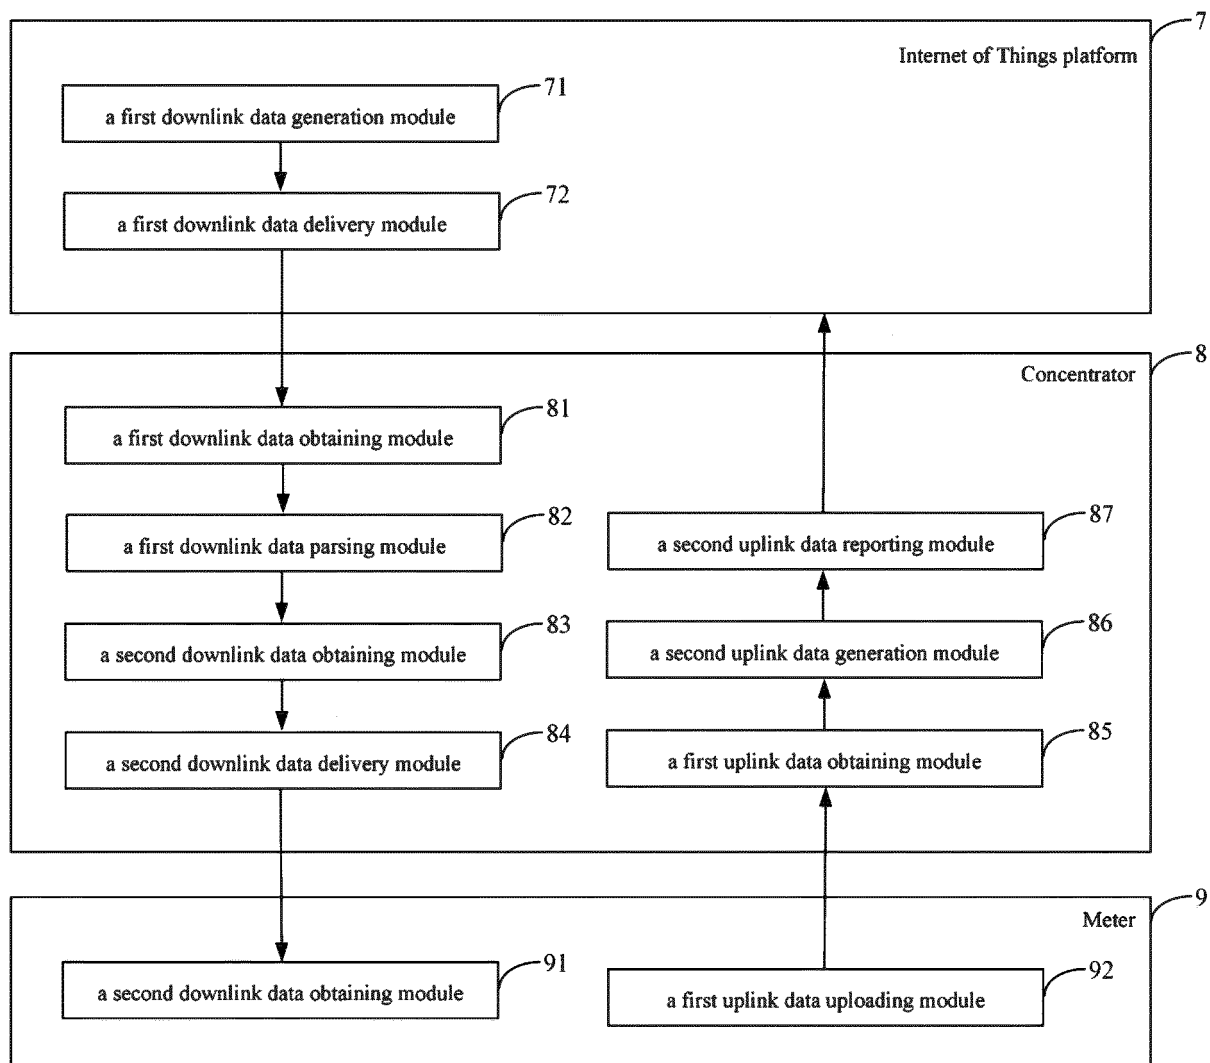 7
Internet of Things platform
71
a first downlink data generation module
72
a first downlink data delivery module
8
Concentrator
81
a first downlink data obtaining module
82
a first downlink data parsing module
87
a second uplink data reporting module
83
a second downlink data obtaining module
86
a second uplink data generation module
84
a second downlink data delivery module
85
a first uplink data obtaining module
9
Meter
91
a second downlink data obtaining module
92
a first uplink data uploading module